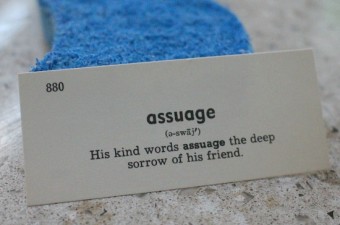 880
assuage
(ə-swāj′)
His kind words assuage the deep
sorrow of his friend.